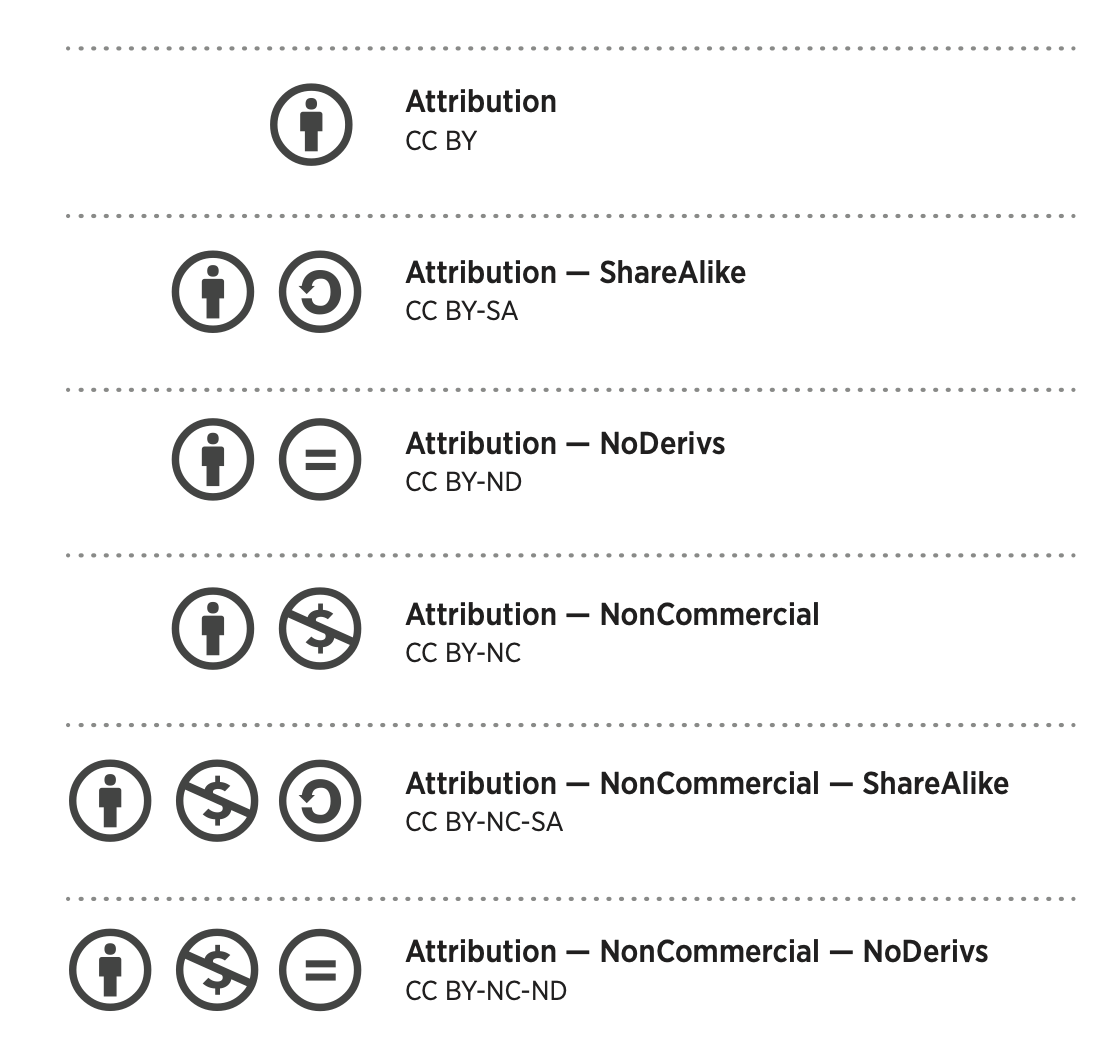 Attribution
CC BY
Attribution — ShareAlike
CC BY-SA
Attribution — NoDerivs
CC BY-ND
Attribution — NonCommercial
CC BY-NC
Attribution — NonCommercial — ShareAlike
CC BY-NC-SA
Attribution — NonCommercial — NoDerivs
CC BY-NC-ND